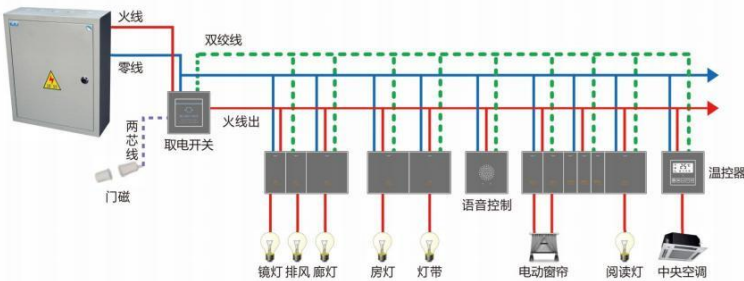 火线
双绞线
零线
火线出
两芯线
取电开关
门磁
语音控制
温控器
镜灯 排风 廊灯 房灯 灯带 电动窗帘 阅读灯 中央空调